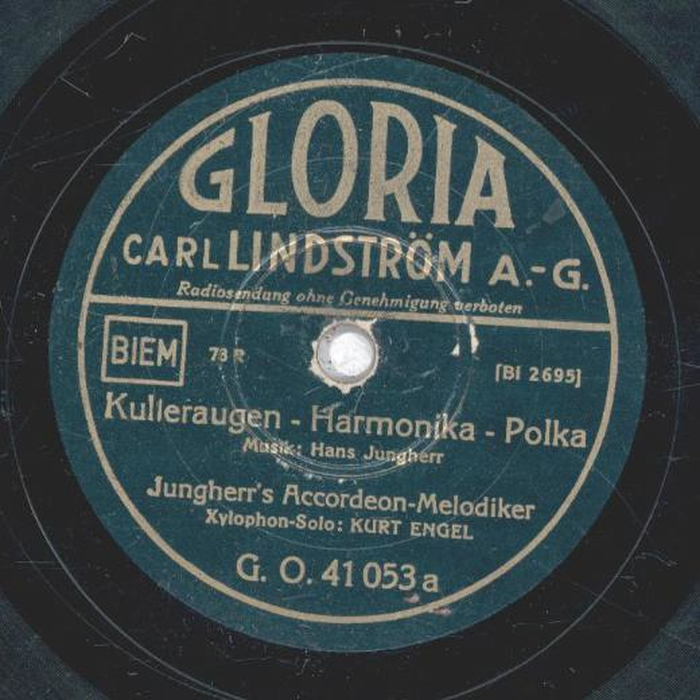 GLORIA
CARL LINDSTRÖM A.-G.
Radiosendung ohne Genehmigung verboten
BIEM 78 R [BI 2695]
Kulleraugen - Harmonika - Polka
Musik: Hans Jungherr
Jungherr's Accordeon-Melodiker
Xylophon-Solo: KURT ENGEL
G. O. 41 053 a